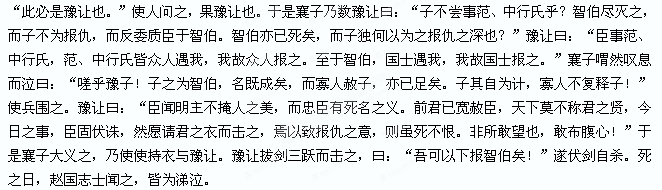 “此必是豫让也。”使人问之，果豫让也。于是襄子乃数豫让曰：“子不尝事范、中行氏乎？智伯尽灭之，
而子不为报仇，而反委质臣于智伯。智伯亦已死矣，而子独何以为之报仇之深也？”豫让曰：“臣事范、
中行氏，范、中行氏皆众人遇我，我故众人报之。至于智伯，国士遇我，我故国士报之。”襄子喟然叹息
而泣曰：“嗟乎豫子！子之为智伯，名既成矣，而寡人赦子，亦已足矣。子其自为计，寡人不复释子！”
使兵围之。豫让曰：“臣闻明主不掩人之美，而忠臣有死名之义。前君已宽赦臣，天下莫不称君之贤，今
日之事，臣固伏诛，然愿请君之衣而击之，焉以致报仇之意，则虽死不恨。非所敢望也，敢布腹心！”于
是襄子大义之，乃使使持衣与豫让。豫让拔剑三跃而击之，曰：“吾可以下报智伯矣！”遂伏剑自杀。死
之日，赵国志士闻之，皆为涕泣。